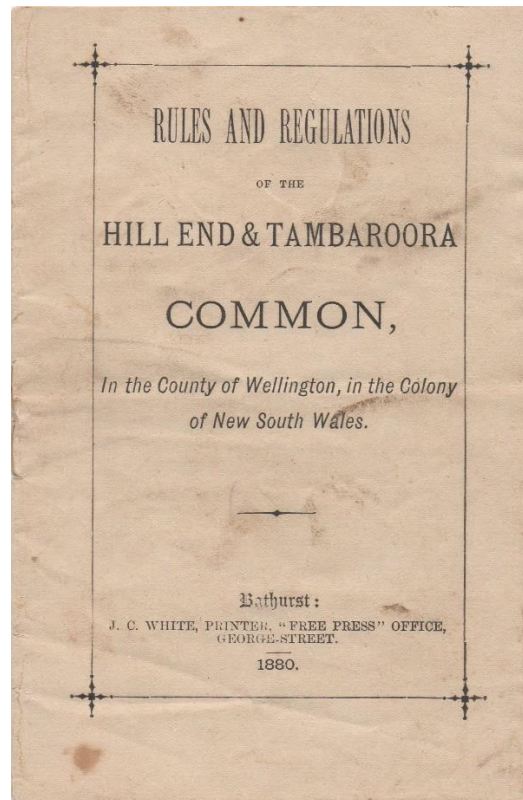 RULES AND REGULATIONS
OF THE
HILL END & TAMBAROORA
COMMON,
In the County of Wellington, in the Colony
of New South Wales.
Bathurst:
J. C. WHITE, PRINTER, "FREE PRESS" OFFICE,
GEORGE-STREET.
1880.